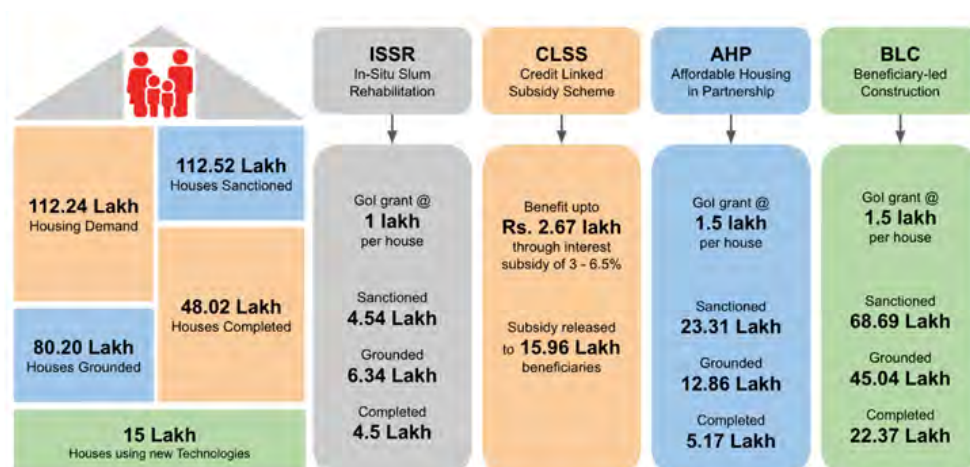 112.24 Lakh
Housing Demand
112.52 Lakh
Houses Sanctioned
80.20 Lakh
Houses Grounded
48.02 Lakh
Houses Completed
15 Lakh
Houses using new Technologies
ISSR
In-Situ Slum
Rehabilitation
GoI grant @
1 lakh
per house
Sanctioned
4.54 Lakh
Grounded
6.34 Lakh
Completed
4.5 Lakh
CLSS
Credit Linked
Subsidy Scheme
Benefit upto
Rs. 2.67 lakh
through interest
subsidy of 3 - 6.5%
Subsidy released
to 15.96 Lakh
beneficiaries
AHP
Affordable Housing
in Partnership
GoI grant @
1.5 lakh
per house
Sanctioned
23.31 Lakh
Grounded
12.86 Lakh
Completed
5.17 Lakh
BLC
Beneficiary-led
Construction
GoI grant @
1.5 lakh
per house
Sanctioned
68.69 Lakh
Grounded
45.04 Lakh
Completed
22.37 Lakh